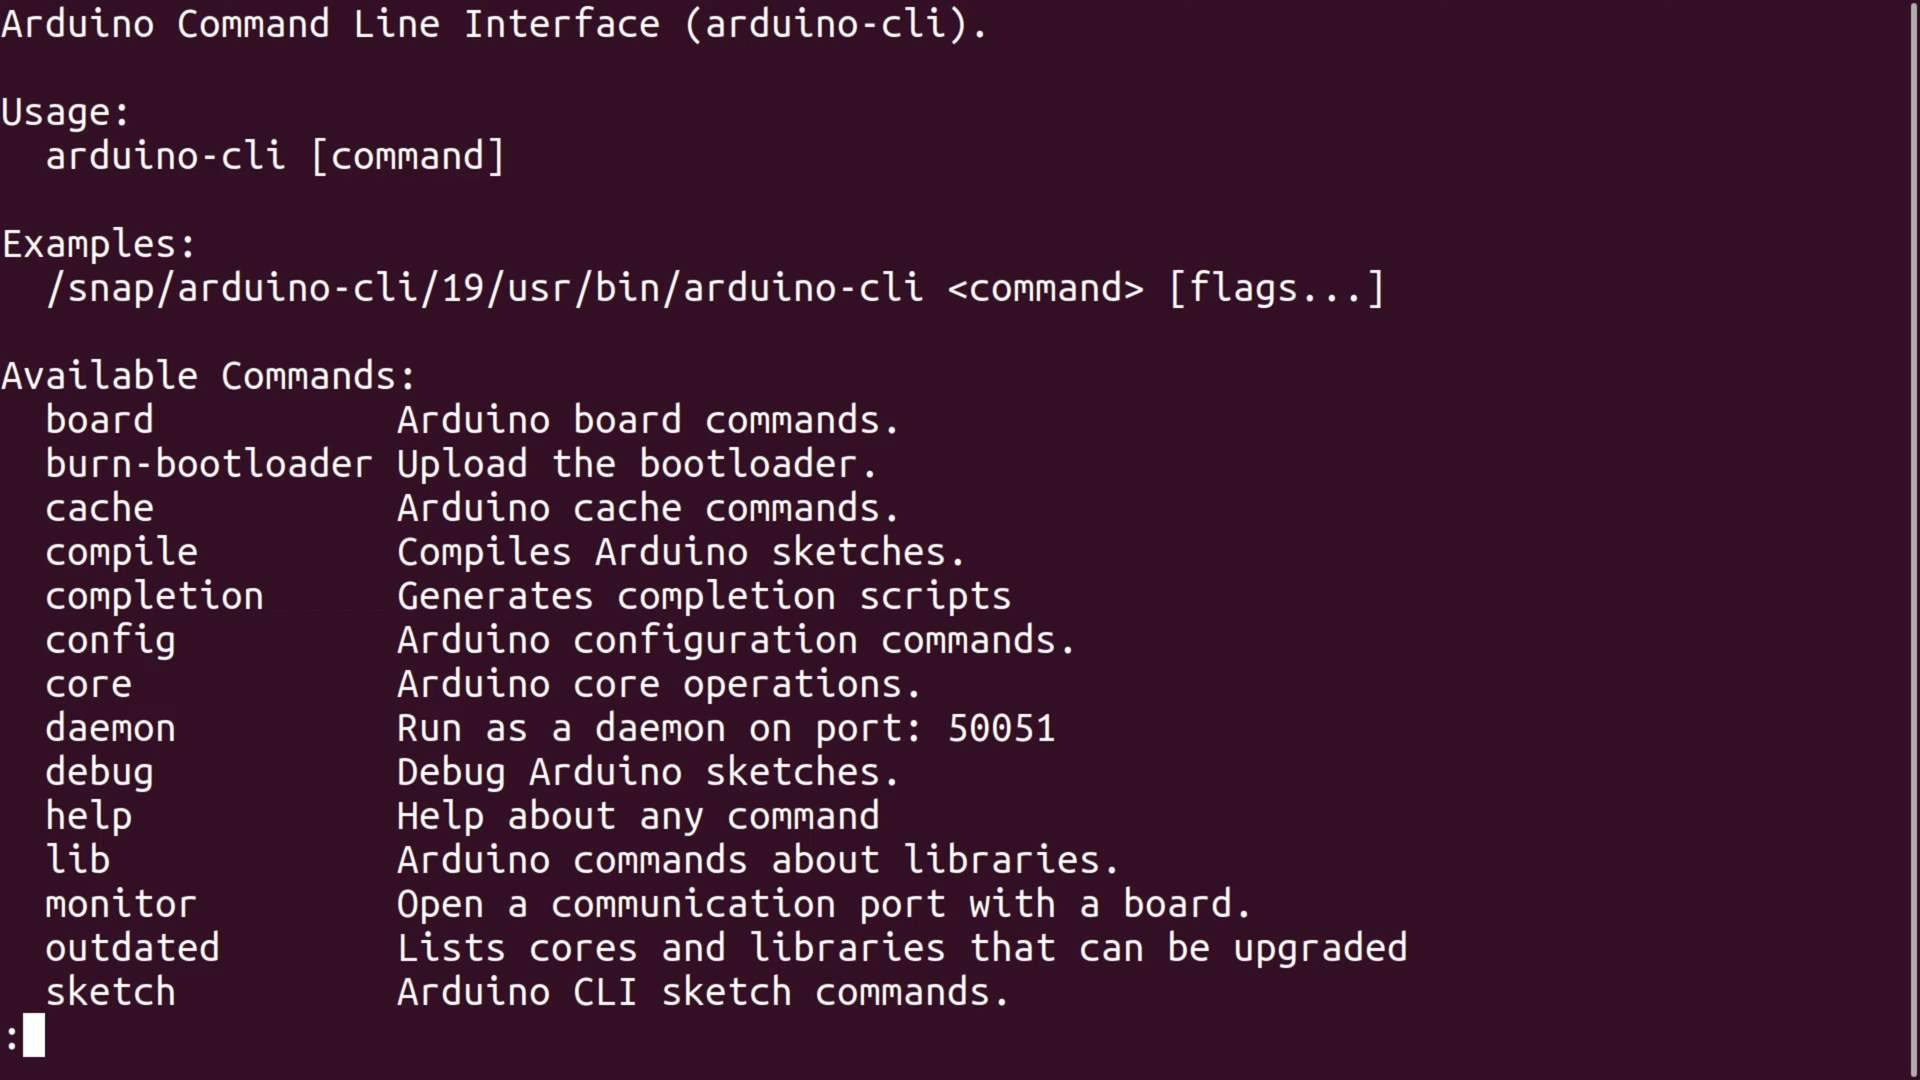 Arduino Command Line Interface (arduino-cli).

Usage:
  arduino-cli [command]

Examples:
  /snap/arduino-cli/19/usr/bin/arduino-cli <command> [flags...]

Available Commands:
  board           Arduino board commands.
  burn-bootloader Upload the bootloader.
  cache           Arduino cache commands.
  compile         Compiles Arduino sketches.
  completion      Generates completion scripts
  config          Arduino configuration commands.
  core            Arduino core operations.
  daemon          Run as a daemon on port: 50051
  debug           Debug Arduino sketches.
  help            Help about any command
  lib             Arduino commands about libraries.
  monitor         Open a communication port with a board.
  outdated        Lists cores and libraries that can be upgraded
  sketch          Arduino CLI sketch commands.
: